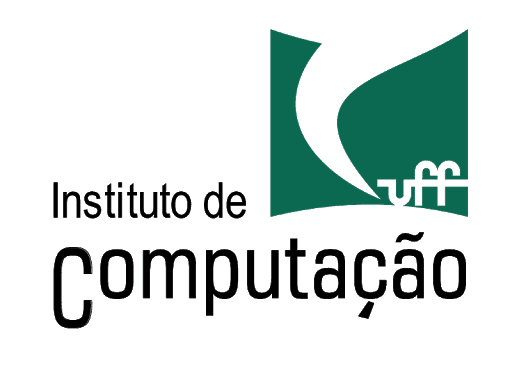 uff
Instituto de
Computação